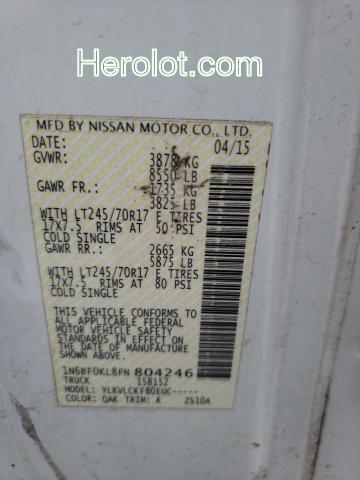 Herolot.com
MFD BY NISSAN MOTOR CO., LTD.
DATE: 04/15
GVWR: 3878 KG
8550 LB
GAWR FR.: 1735 KG
3825 LB
WITH LT245/70R17 E TIRES
17X7.5 RIMS AT 50 PSI
COLD SINGLE
GAWR RR.: 2665 KG
5875 LB
WITH LT245/70R17 E TIRES
17X7.5 RIMS AT 80 PSI
COLD SINGLE
THIS VEHICLE CONFORMS TO
ALL APPLICABLE FEDERAL
MOTOR VEHICLE SAFETY
STANDARDS IN EFFECT ON
THE DATE OF MANUFACTURE
SHOWN ABOVE.
1N6BF0KL8FN 804246
TRUCK 158152
MODEL: YLKVLCKF80EUC-----
COLOR: QAK TRIM: K ZS10A